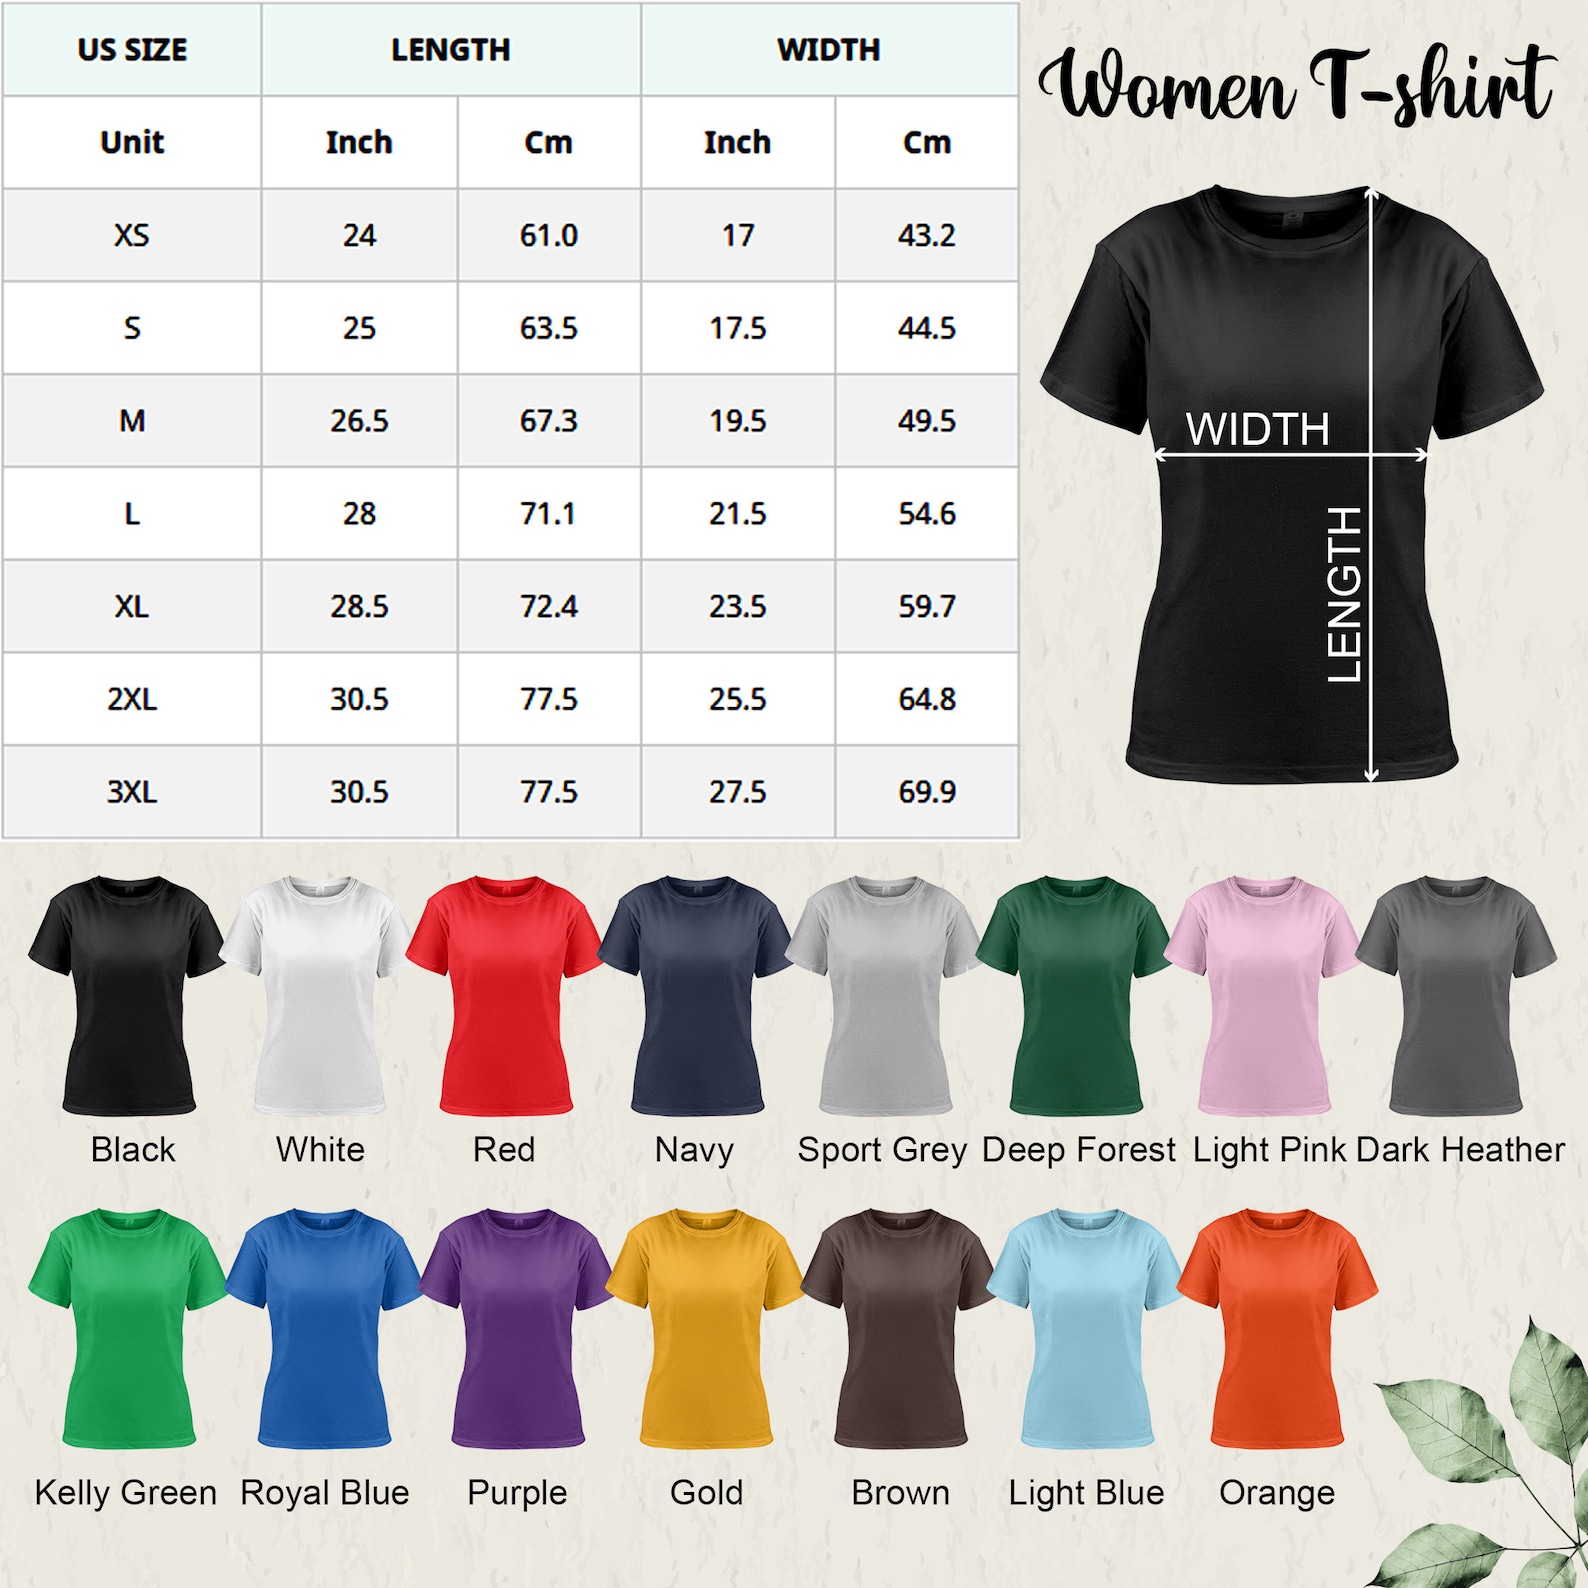 US SIZE LENGTH WIDTH
Unit Inch Cm Inch Cm
XS 24 61.0 17 43.2
S 25 63.5 17.5 44.5
M 26.5 67.3 19.5 49.5
L 28 71.1 21.5 54.6
XL 28.5 72.4 23.5 59.7
2XL 30.5 77.5 25.5 64.8
3XL 30.5 77.5 27.5 69.9
Women T-shirt
WIDTH
LENGTH
Black White Red Navy Sport Grey Deep Forest Light Pink Dark Heather
Kelly Green Royal Blue Purple Gold Brown Light Blue Orange